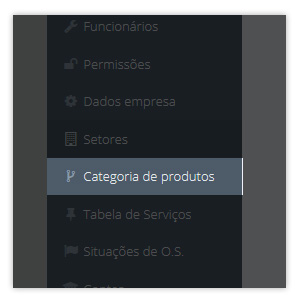 Funcionários
Permissões
Dados empresa
Setores
Categoria de produtos
Tabela de Serviços
Situações de O.S.